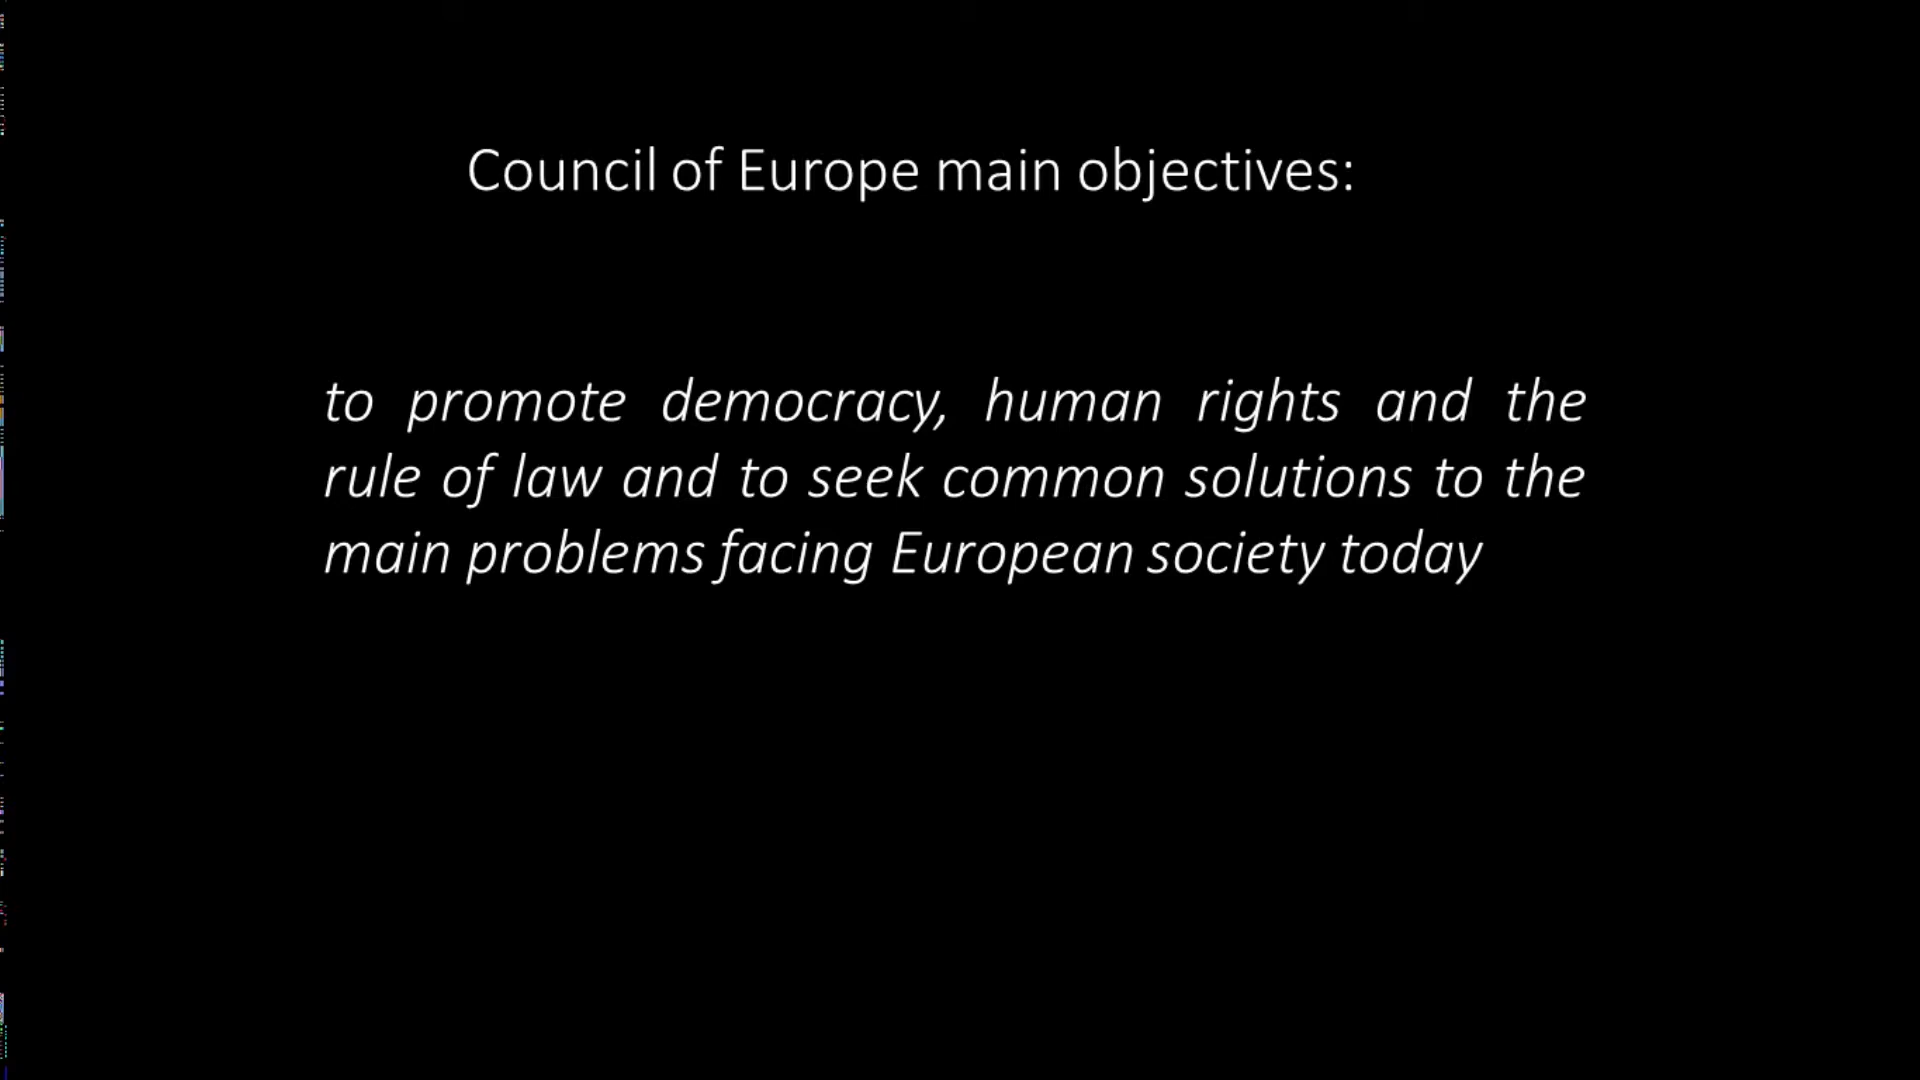 Council of Europe main objectives:
to promote democracy, human rights and the
rule of law and to seek common solutions to the
main problems facing European society today